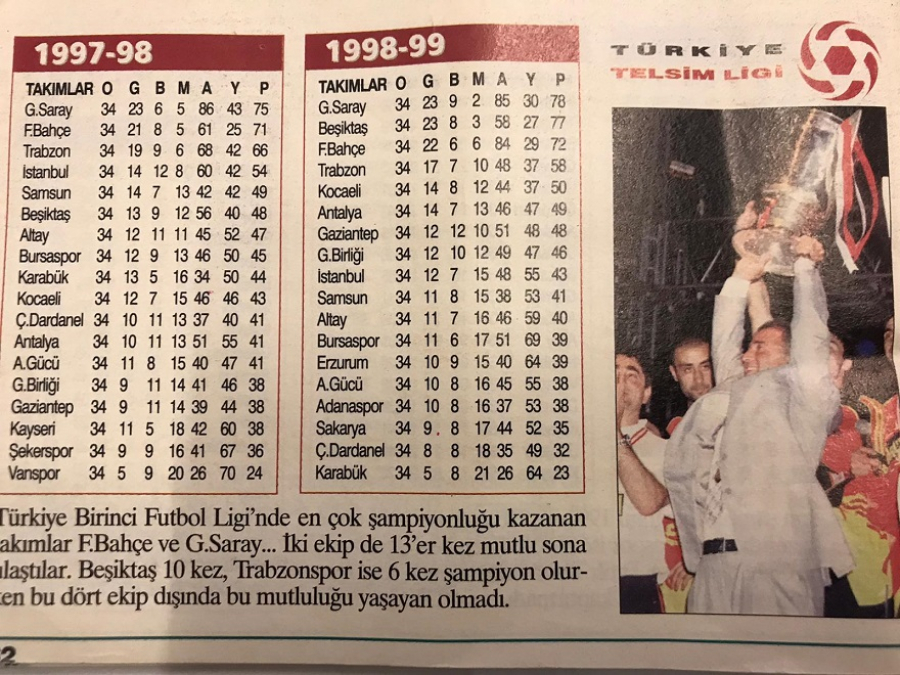 1997-98
TAKIMLAR O G B M A Y P
G.Saray 34 23 6 5 86 43 75
F.Bahçe 34 21 8 5 61 25 71
Trabzon 34 19 9 6 68 42 66
İstanbul 34 14 12 8 60 42 54
Samsun 34 14 7 13 42 42 49
Beşiktaş 34 13 9 12 56 40 48
Altay 34 12 11 11 45 52 47
Bursaspor 34 12 9 13 46 50 45
Karabük 34 13 5 16 34 50 44
Kocaeli 34 12 7 15 46 46 43
Ç.Dardanel 34 10 11 13 37 40 41
Antalya 34 10 11 13 51 55 41
A.Gücü 34 11 8 15 40 47 41
G.Birliği 34 9 11 14 41 46 38
Gaziantep 34 9 11 14 39 44 38
Kayseri 34 11 5 18 42 60 38
Şekerspor 34 9 9 16 41 67 36
Vanspor 34 5 9 20 26 70 24
1998-99
TAKIMLAR O G B M A Y P
G.Saray 34 23 9 2 85 30 78
Beşiktaş 34 23 8 3 58 27 77
F.Bahçe 34 22 6 6 84 29 72
Trabzon 34 17 7 10 48 37 58
Kocaeli 34 14 8 12 44 37 50
Antalya 34 14 7 13 46 47 49
Gaziantep 34 12 12 10 51 48 48
G.Birliği 34 12 10 12 49 47 46
İstanbul 34 12 7 15 48 55 43
Samsun 34 11 8 15 38 53 41
Altay 34 11 7 16 46 59 40
Bursaspor 34 11 6 17 51 69 39
Erzurum 34 10 9 15 40 64 39
A.Gücü 34 10 8 16 45 55 38
Adanaspor 34 10 8 16 37 53 38
Sakarya 34 9 8 17 44 52 35
Ç.Dardanel 34 8 8 18 35 49 32
Karabük 34 5 8 21 26 64 23
TÜRKİYE
TELSİM LİGİ
Türkiye Birinci Futbol Ligi'nde en çok şampiyonluğu kazanan
takımlar F.Bahçe ve G.Saray... İki ekip de 13'er kez mutlu sona
ulaştılar. Beşiktaş 10 kez, Trabzonspor ise 6 kez şampiyon olur-
ken bu dört ekip dışında bu mutluluğu yaşayan olmadı.